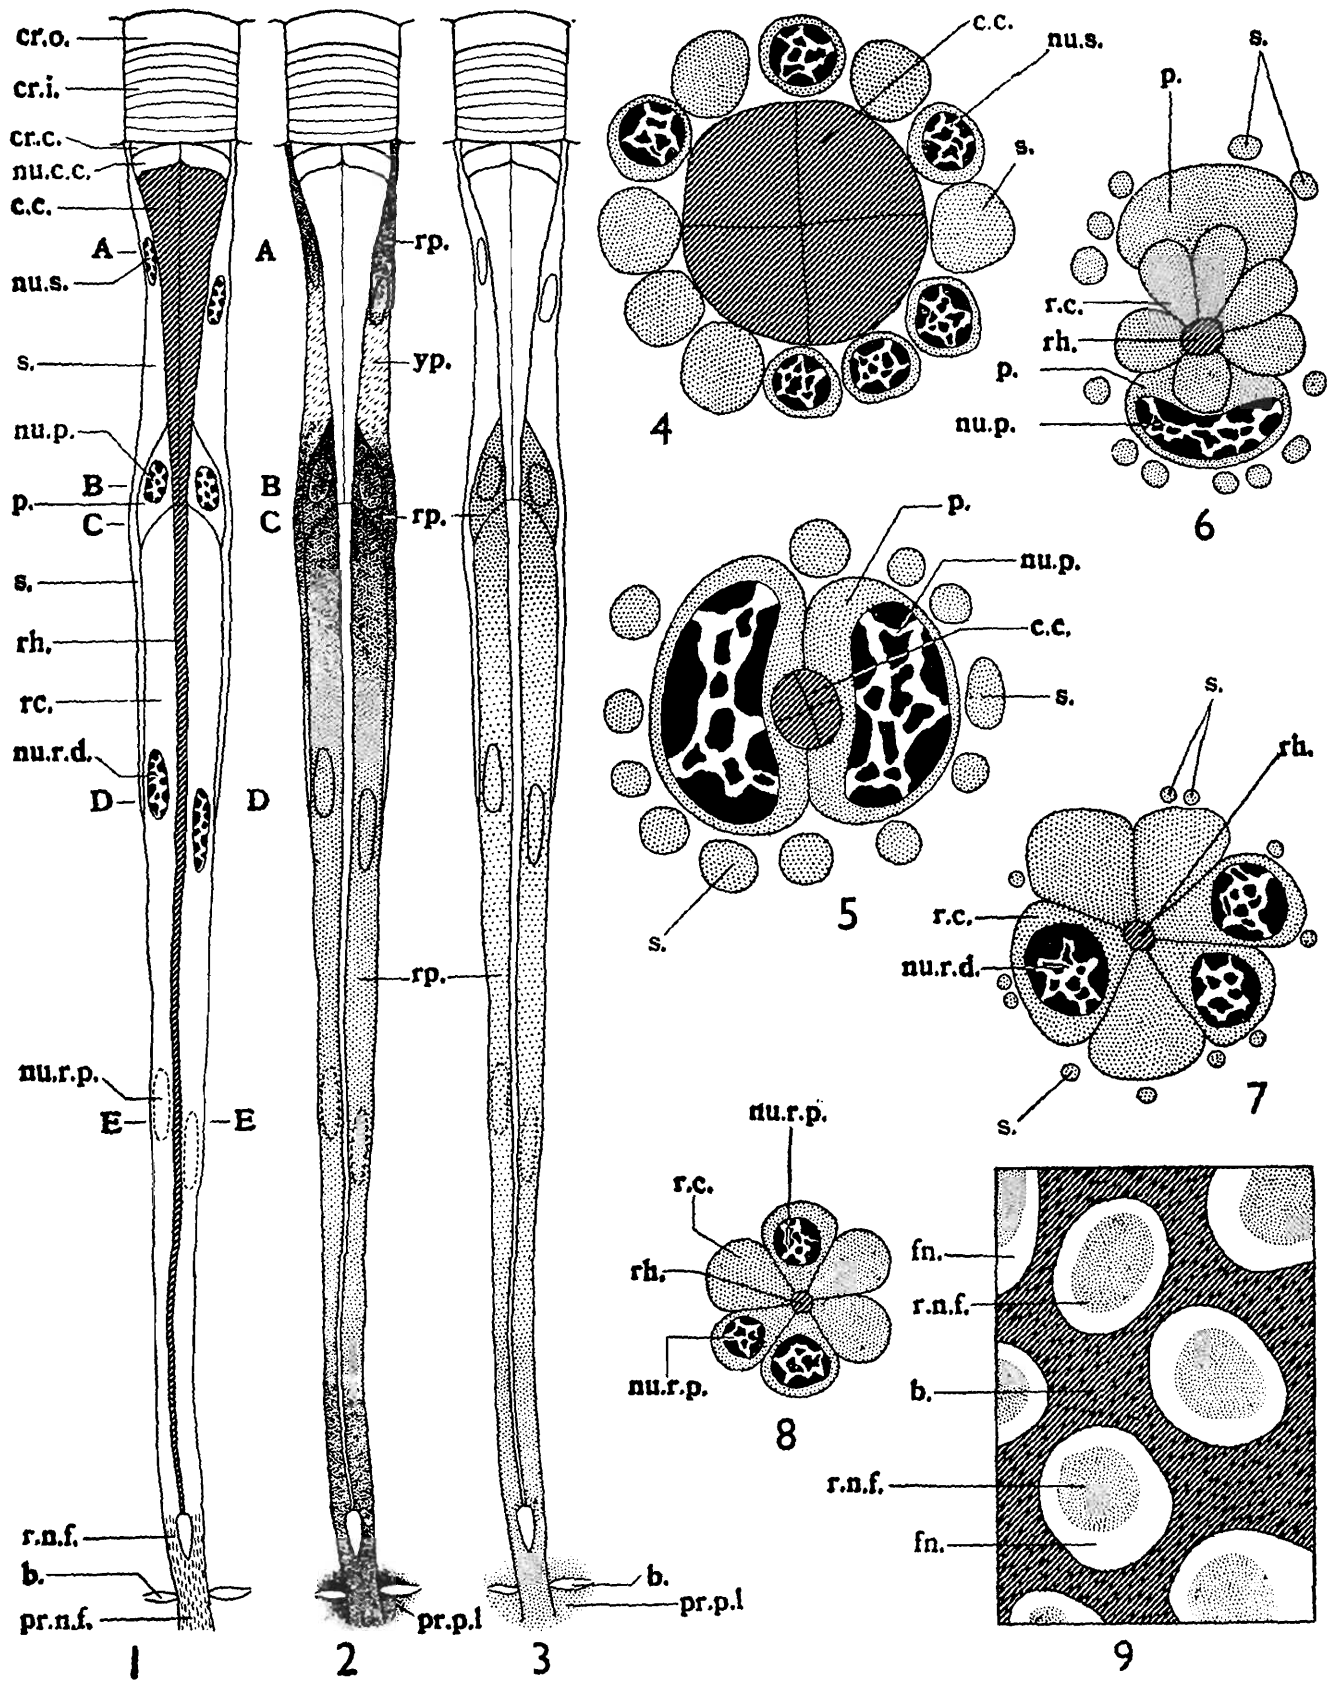 cr.o.
cr.i.
cr.c.
nu.c.c.
c.c.
A
nu.s.
s.
nu.p.
B
p.
C
s.
rh.
rc.
nu.r.d.
D
nu.r.p.
E
E
r.n.f.
b.
pr.n.f.
1
A
B
C
D
rp.
yp.
rp.
rp.
pr.p.l
2
b.
pr.p.l
3
c.c.
nu.s.
s.
4
p.
nu.p.
c.c.
s.
s.
5
s.
p.
r.c.
rh.
p.
nu.p.
6
s.
rh.
r.c.
nu.r.d.
s.
7
nu.r.p.
r.c.
rh.
nu.r.p.
8
fn.
r.n.f.
b.
r.n.f.
fn.
9